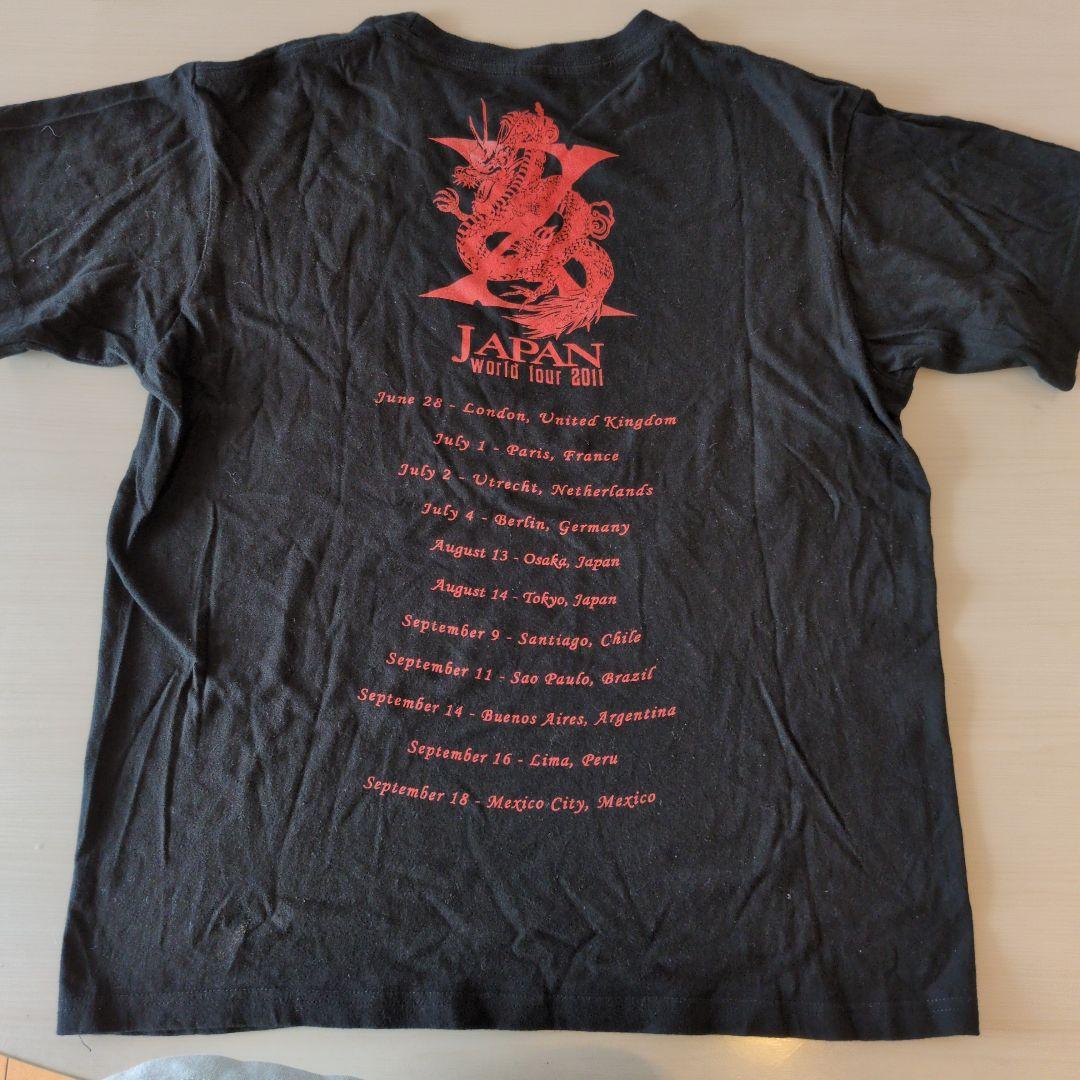 X
JAPAN
World Tour 2011
June 28 - London, United Kingdom
July 1 - Paris, France
July 2 - Utrecht, Netherlands
July 4 - Berlin, Germany
August 13 - Osaka, Japan
August 14 - Tokyo, Japan
September 9 - Santiago, Chile
September 11 - Sao Paulo, Brazil
September 14 - Buenos Aires, Argentina
September 16 - Lima, Peru
September 18 - Mexico City, Mexico